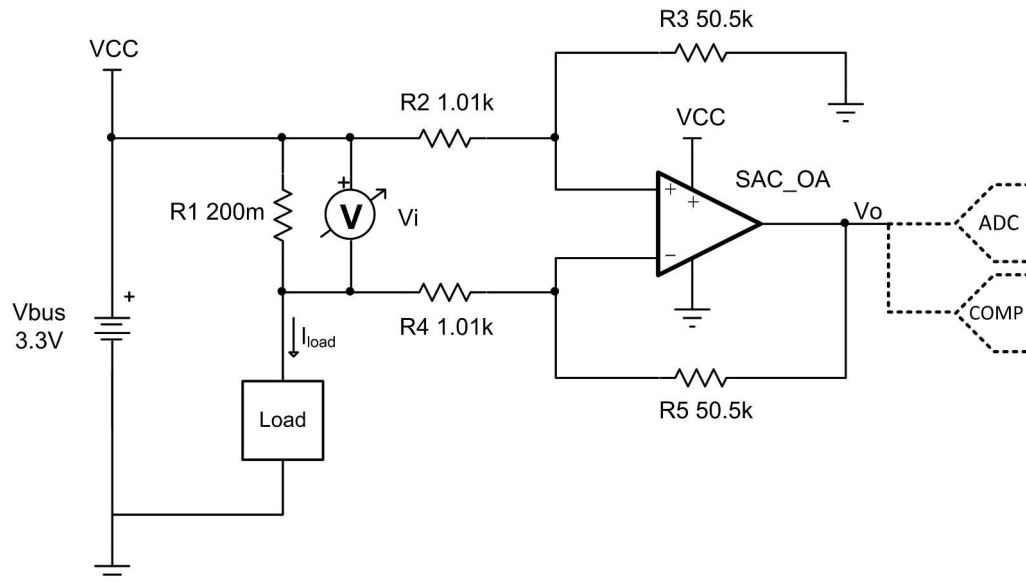 R3 50.5k
VCC
R2 1.01k
VCC
SAC_OA
+
+
+
R1 200m
V
Vi
Vo
ADC
−
+
Vbus
3.3V
R4 1.01k
COMP
Iload
R5 50.5k
Load